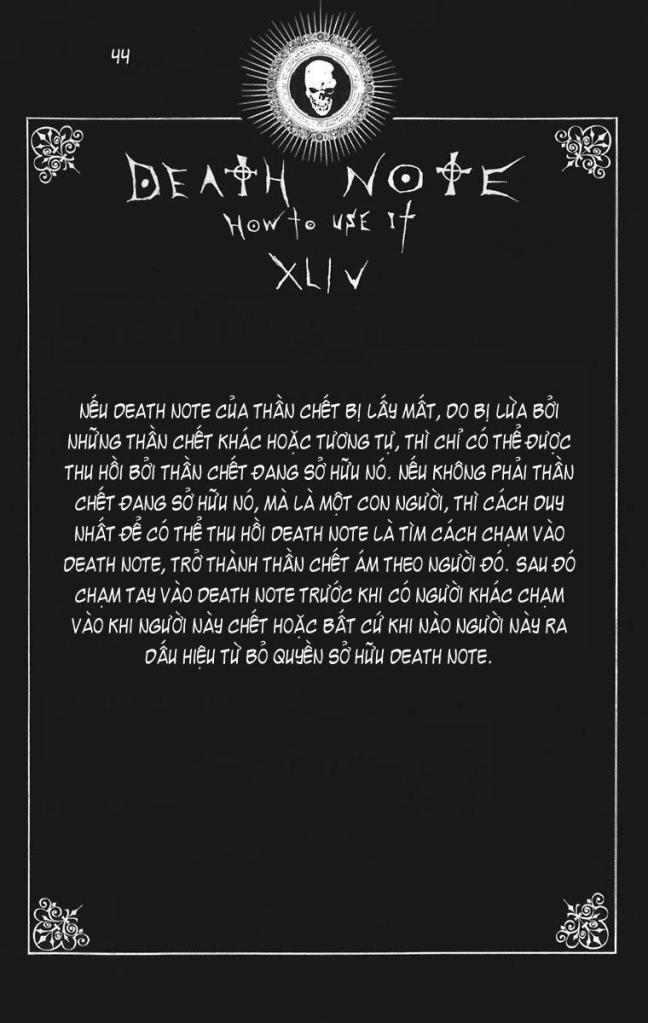 44
DEATH NOTE
HOW TO USE IT
XLIV
NẾU DEATH NOTE CỦA THẦN CHẾT BỊ LẤY MẤT, DO BỊ LỪA BỞI
NHỮNG THẦN CHẾT KHÁC HOẶC TƯƠNG TỰ, THÌ CHỈ CÓ THỂ ĐƯỢC
THU HỒI BỞI THẦN CHẾT ĐANG SỞ HỮU NÓ. NẾU KHÔNG PHẢI THẦN
CHẾT ĐANG SỞ HỮU NÓ, MÀ LÀ MỘT CON NGƯỜI, THÌ CÁCH DUY
NHẤT ĐỂ CÓ THỂ THU HỒI DEATH NOTE LÀ TÌM CÁCH CHẠM VÀO
DEATH NOTE, TRỞ THÀNH THẦN CHẾT ÁM THEO NGƯỜI ĐÓ. SAU ĐÓ
CHẠM TAY VÀO DEATH NOTE TRƯỚC KHI CÓ NGƯỜI KHÁC CHẠM
VÀO KHI NGƯỜI NÀY CHẾT HOẶC BẤT CỨ KHI NÀO NGƯỜI NÀY RA
DẤU HIỆU TỪ BỎ QUYỀN SỞ HỮU DEATH NOTE.